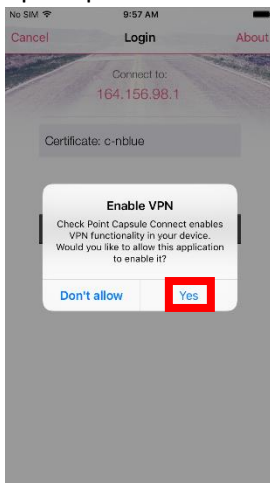 No SIM 9:57 AM
Cancel Login About
Connect to:
164.156.98.1
Certificate: c-nblue
Enable VPN
Check Point Capsule Connect enables
VPN functionality in your device.
Would you like to allow this application
to enable it?
Don't allow Yes